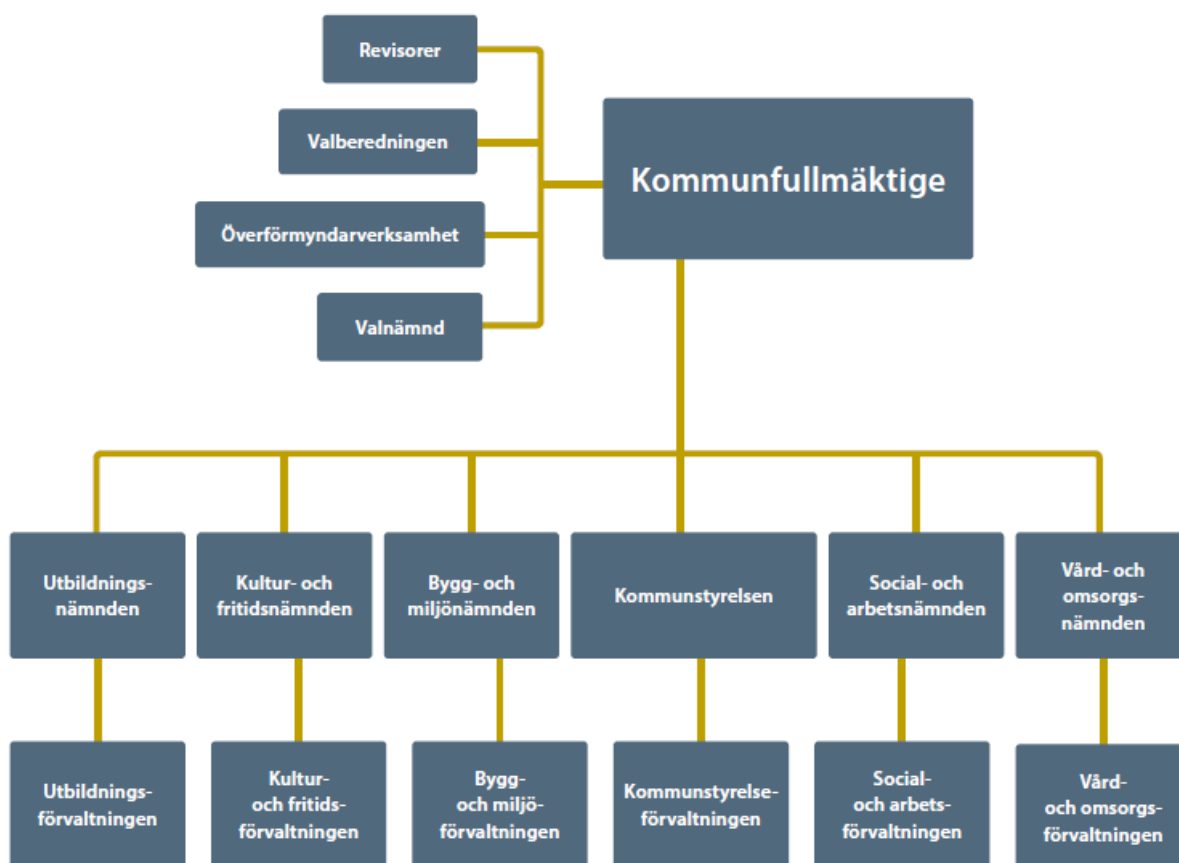 Revisorer
Valberedningen
Överförmyndarverksamhet
Valnämnd
Kommunfullmäktige
Utbildnings-
nämnden
Kultur- och
fritidsnämnden
Bygg- och
miljönämnden
Kommunstyrelsen
Social- och
arbetsnämnden
Vård- och
omsorgs-
nämnden
Utbildnings-
förvaltningen
Kultur-
och fritids-
förvaltningen
Bygg-
och miljö-
förvaltningen
Kommunstyrelse-
förvaltningen
Social-
och arbets-
förvaltningen
Vård-
och omsorgs-
förvaltningen